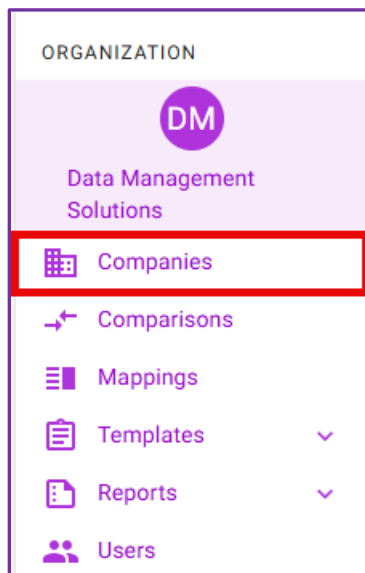 ORGANIZATION
DM
Data Management
Solutions
Companies
Comparisons
Mappings
Templates
Reports
Users